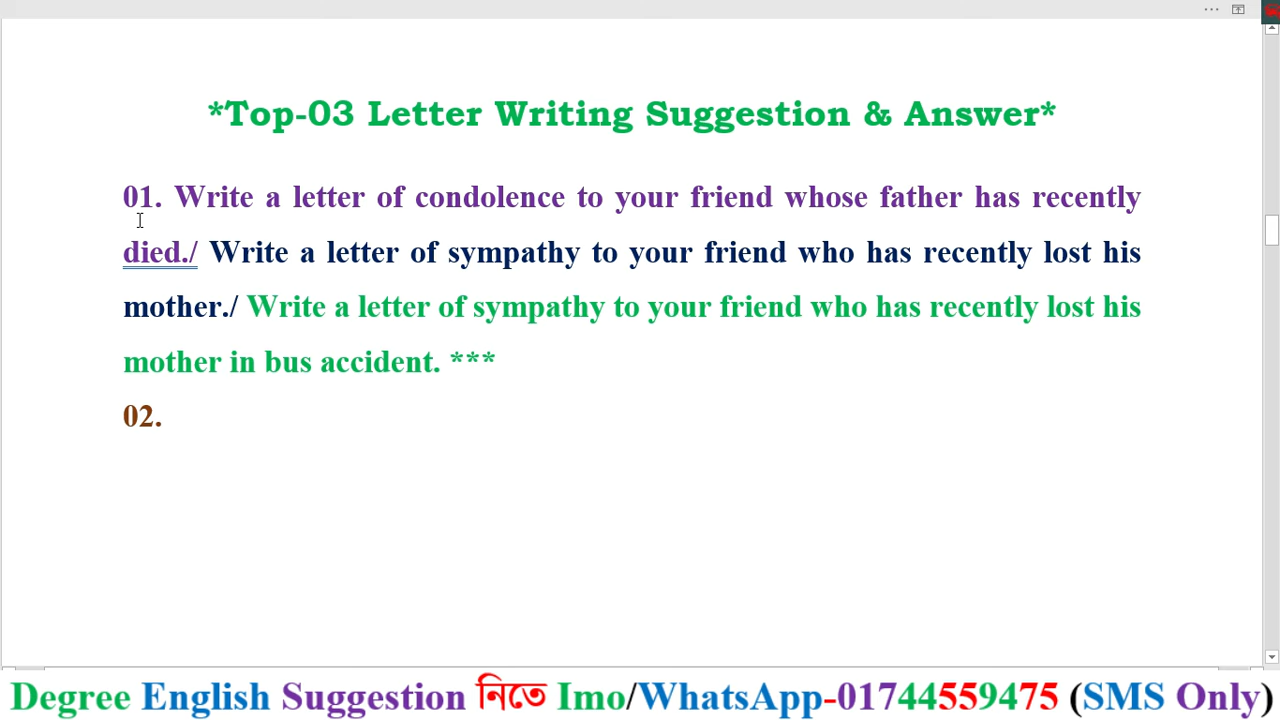 *Top-03 Letter Writing Suggestion & Answer*
01. Write a letter of condolence to your friend whose father has recently
died./ Write a letter of sympathy to your friend who has recently lost his
mother./ Write a letter of sympathy to your friend who has recently lost his
mother in bus accident. ***
02.
Degree English Suggestion নিতে Imo/WhatsApp-01744559475 (SMS Only)